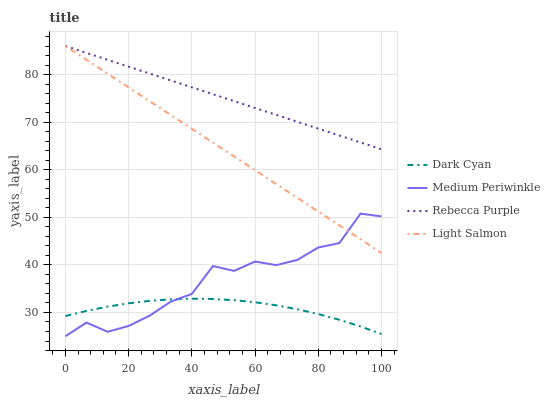 title
80
70
60
50
40
30
0
20
40
60
80
100
xaxis_label
yaxis_label
Dark Cyan
Medium Periwinkle
Rebecca Purple
Light Salmon